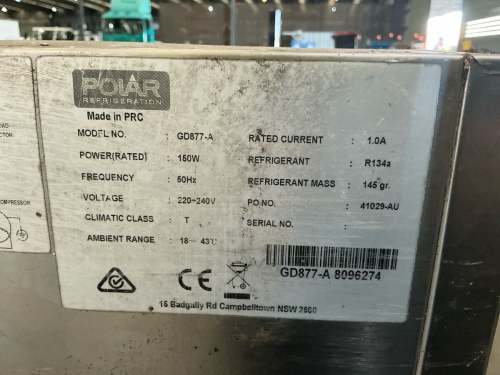 POLAR
REFRIGERATION
Made in PRC
MODEL NO. : GD877-A
POWER(RATED) : 150W
FREQUENCY : 50Hz
VOLTAGE : 220~240V
CLIMATIC CLASS : T
AMBIENT RANGE : 18~ 43℃
RATED CURRENT : 1.0A
REFRIGERANT : R134a
REFRIGERANT MASS : 145 gr.
P.O.NO. : 41029-AU
SERIAL NO. :
CE
GD877-A 8096274
15 Badgally Rd Campbelltown NSW 2560